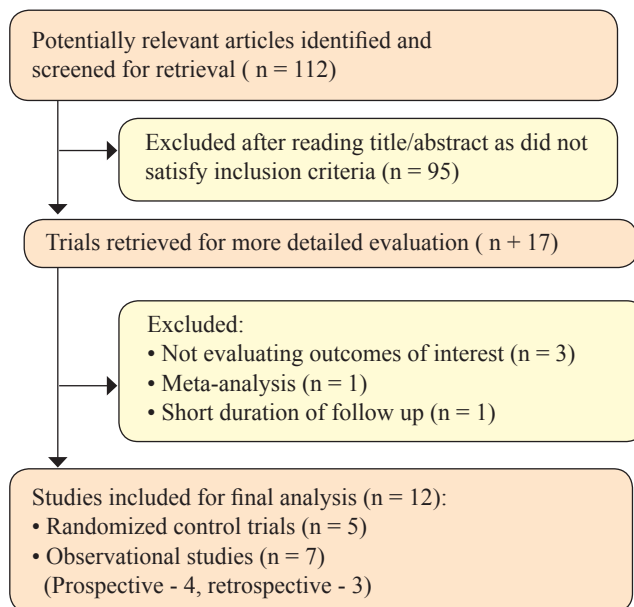 Potentially relevant articles identified and
screened for retrieval ( n = 112)
Excluded after reading title/abstract as did not
satisfy inclusion criteria (n = 95)
Trials retrieved for more detailed evaluation ( n + 17)
Excluded:
• Not evaluating outcomes of interest (n = 3)
• Meta-analysis (n = 1)
• Short duration of follow up (n = 1)
Studies included for final analysis (n = 12):
• Randomized control trials (n = 5)
• Observational studies (n = 7)
(Prospective - 4, retrospective - 3)